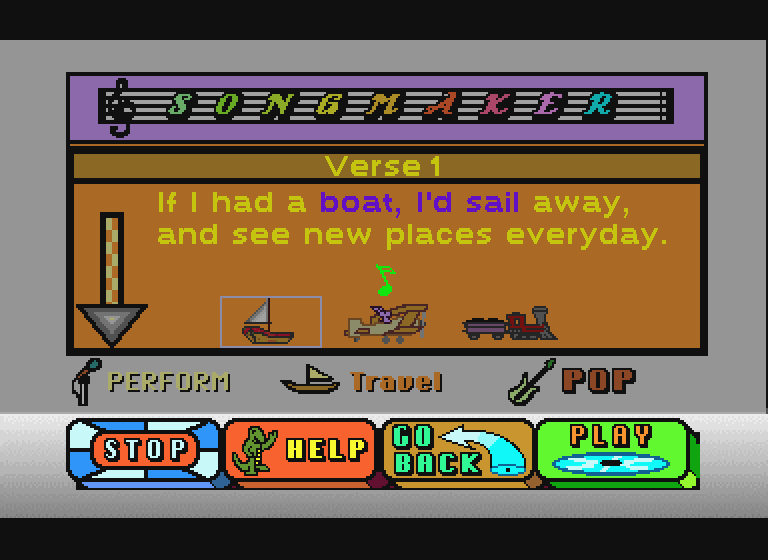 SONGMAKER
Verse 1
If I had a boat, I'd sail away,
and see new places everyday.
PERFORM Travel POP
STOP HELP GO BACK PLAY